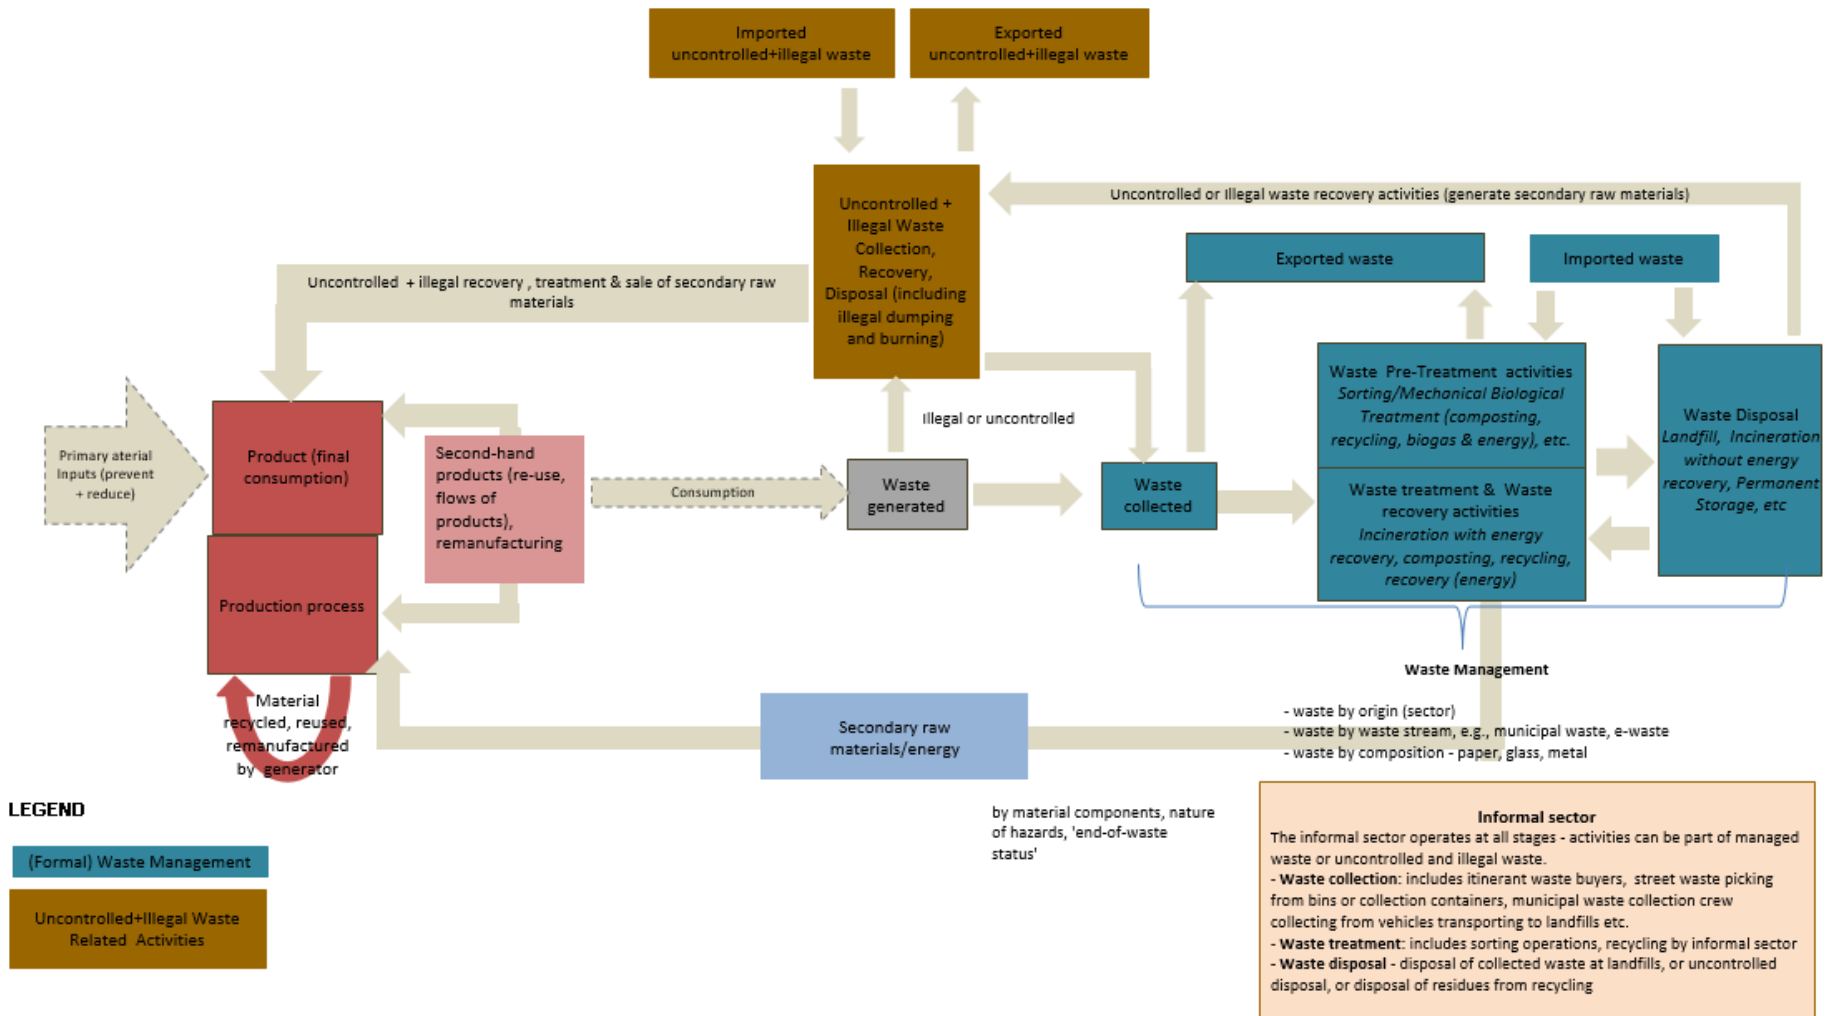 Imported
uncontrolled+illegal waste
Exported
uncontrolled+illegal waste
Uncontrolled +
Illegal Waste
Collection,
Recovery,
Disposal (including
illegal dumping
and burning)
Uncontrolled or Illegal waste recovery activities (generate secondary raw materials)
Exported waste
Imported waste
Uncontrolled + illegal recovery , treatment & sale of secondary raw
materials
Primary aterial
Inputs (prevent
+ reduce)
Product (final
consumption)
Production process
Second-hand
products (re-use,
flows of
products),
remanufacturing
Consumption
Illegal or uncontrolled
Waste
generated
Waste
collected
Waste Pre-Treatment activities
Sorting/Mechanical Biological
Treatment (composting,
recycling, biogas & energy), etc.
Waste treatment & Waste
recovery activities
Incineration with energy
recovery, composting, recycling,
recovery (energy)
Waste Disposal
Landfill, Incineration
without energy
recovery, Permanent
Storage, etc
Waste Management
- waste by origin (sector)
- waste by waste stream, e.g., municipal waste, e-waste
- waste by composition - paper, glass, metal
Material
recycled, reused,
remanufactured
by generator
Secondary raw
materials/energy
by material components, nature
of hazards, 'end-of-waste
status'
LEGEND
(Formal) Waste Management
Uncontrolled+Illegal Waste
Related Activities
Informal sector
The informal sector operates at all stages - activities can be part of managed
waste or uncontrolled and illegal waste.
- Waste collection: includes itinerant waste buyers, street waste picking
from bins or collection containers, municipal waste collection crew
collecting from vehicles transporting to landfills etc.
- Waste treatment: includes sorting operations, recycling by informal sector
- Waste disposal - disposal of collected waste at landfills, or uncontrolled
disposal, or disposal of residues from recycling